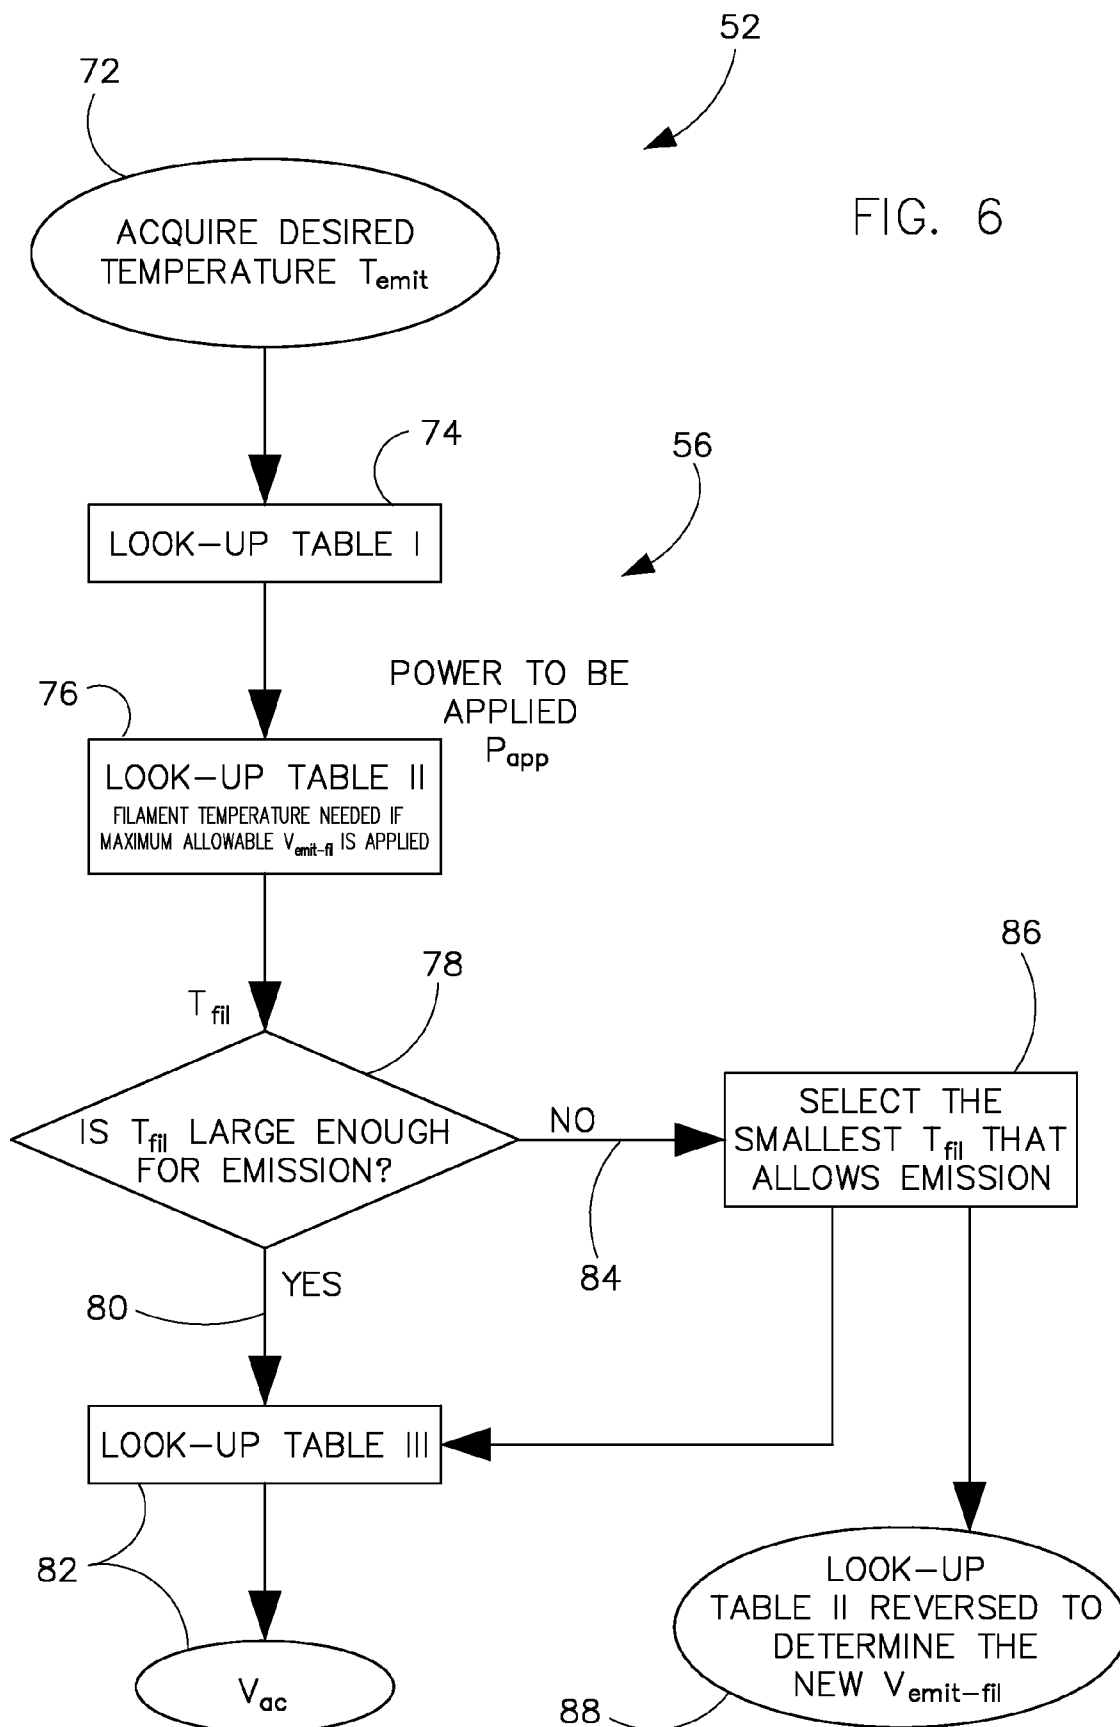 52
72
FIG. 6
ACQUIRE DESIRED
TEMPERATURE Temit
74
56
LOOK-UP TABLE I
POWER TO BE
APPLIED
Papp
76
LOOK-UP TABLE II
FILAMENT TEMPERATURE NEEDED IF
MAXIMUM ALLOWABLE Vemit-fil IS APPLIED
86
78
Tfil
SELECT THE
SMALLEST Tfil THAT
ALLOWS EMISSION
NO
IS Tfil LARGE ENOUGH
FOR EMISSION?
84
YES
80
LOOK-UP TABLE III
82
LOOK-UP
TABLE II REVERSED TO
DETERMINE THE
NEW Vemit-fil
Vac
88